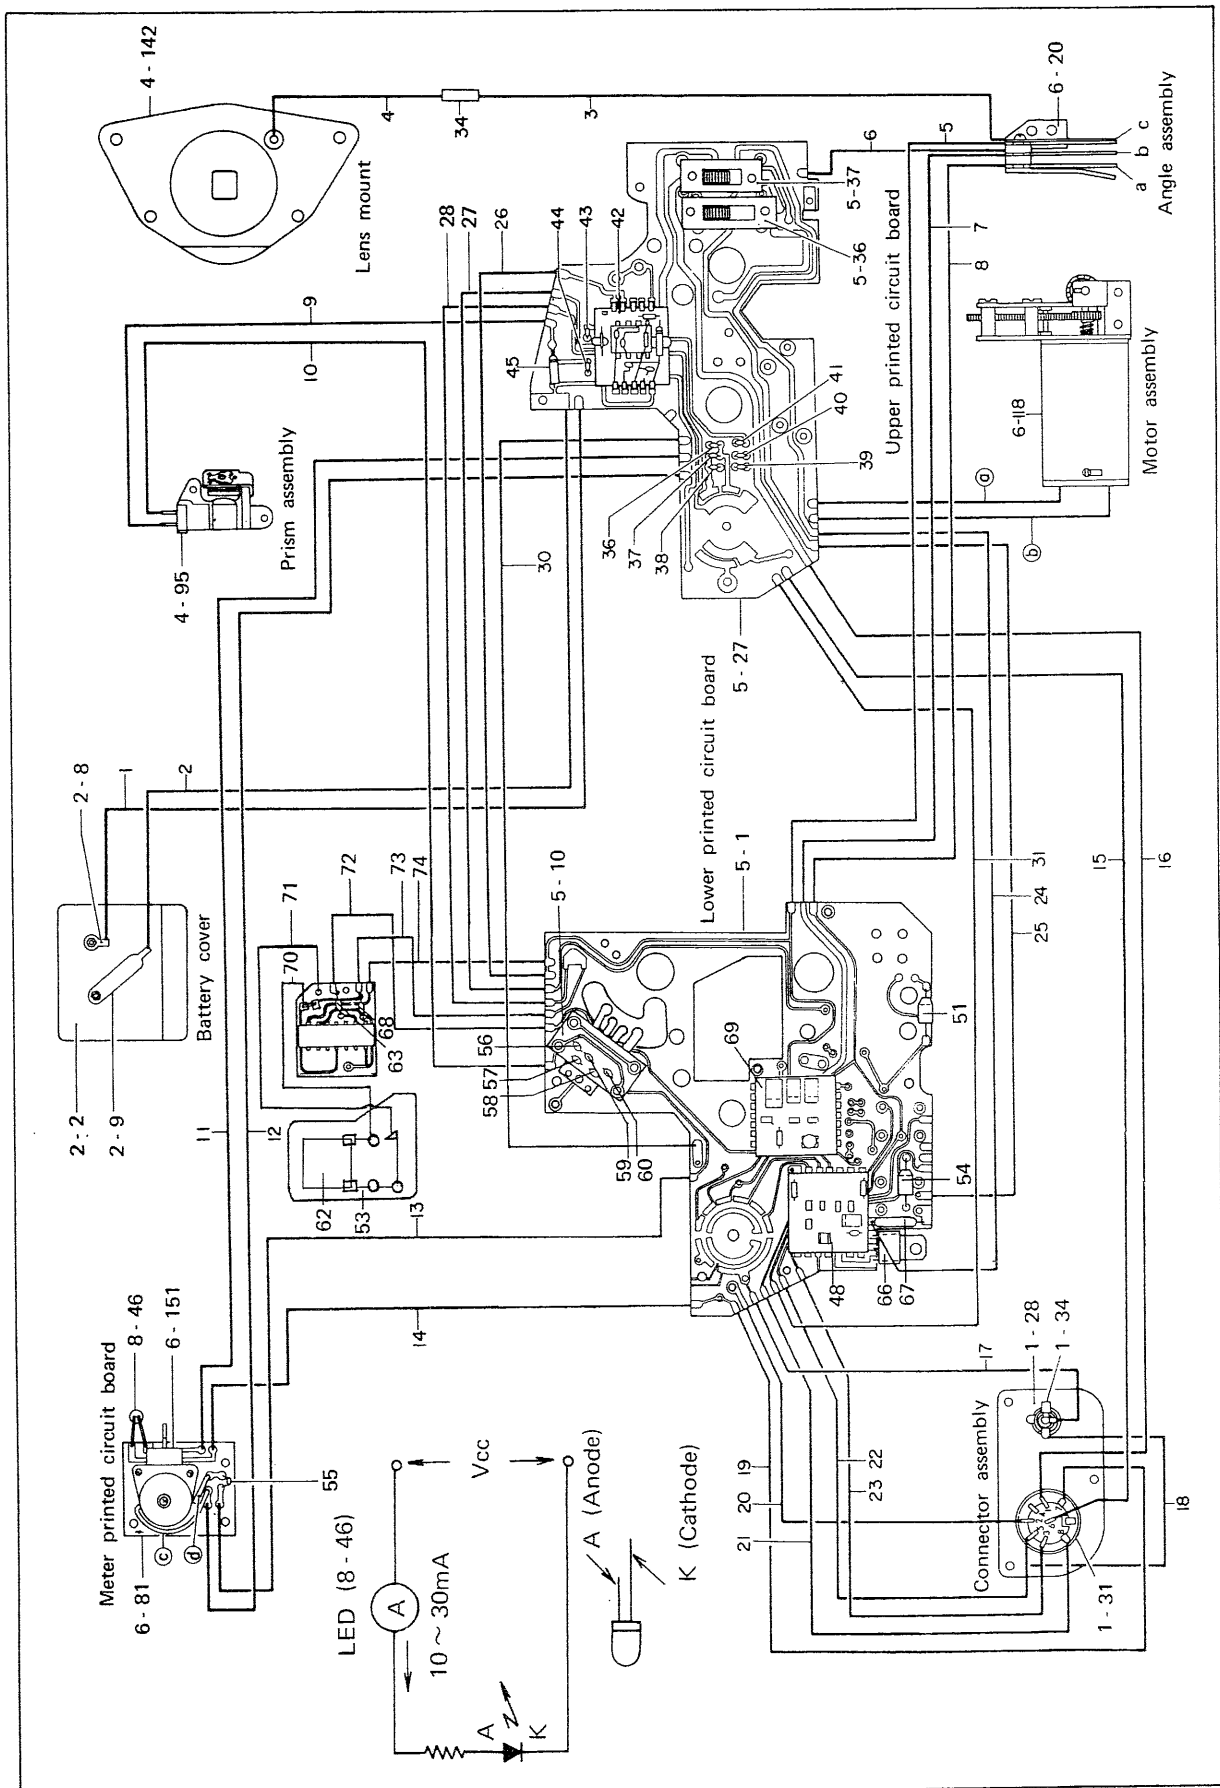 Meter printed circuit board
6 - 81
8 - 46
6 - 151
c
d
55
11
12
13
14
2 - 2
2 - 9
2 - 8
Battery cover
1
2
4 - 95
Prism assembly
10
9
4 - 142
Lens mount
4
34
3
62
53
63
68
70
71
72
73
74
30
28
27
26
45
44
43
42
5 - 10
56
57
58
59
60
69
Lower printed circuit board
5 - 1
51
54
48
66
67
36
37
38
39
40
41
5 - 27
5 - 36
5 - 37
Upper printed circuit board
6
5
6 - 20
a
b
c
Angle assembly
7
8
6-118
Motor assembly
a
b
31
24
25
15
16
LED (8 - 46)
A
10 ~ 30mA
Vcc
A
K
A (Anode)
K (Cathode)
19
20
21
22
23
17
18
Connector assembly
1 - 28
1 - 34
1 - 31